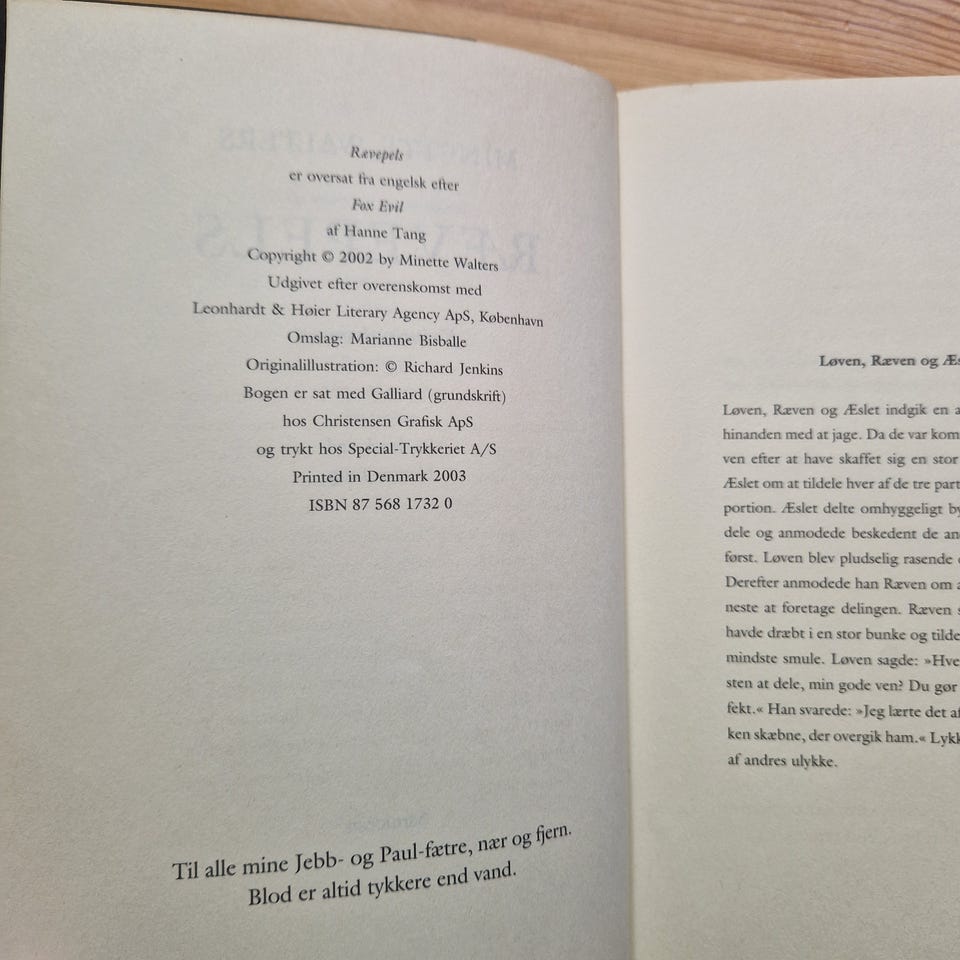 Rævepels
er oversat fra engelsk efter
Fox Evil
af Hanne Tang
Copyright © 2002 by Minette Walters
Udgivet efter overenskomst med
Leonhardt & Høier Literary Agency ApS, København
Omslag: Marianne Bisballe
Originalillustration: © Richard Jenkins
Bogen er sat med Galliard (grundskrift)
hos Christensen Grafisk ApS
og trykt hos Special-Trykkeriet A/S
Printed in Denmark 2003
ISBN 87 568 1732 0
Til alle mine Jebb- og Paul-fætre, nær og fjern.
Blod er altid tykkere end vand.
Løven, Ræven og
Løven, Ræven og Æslet indgik en
hinanden med at jage. Da de var
ven efter at have skaffet sig en stor
Æslet om at tildele hver af de tre
portion. Æslet delte omhyggeligt
dele og anmodede beskedent de
først. Løven blev pludselig rasende
Derefter anmodede han Ræven om
neste at foretage delingen. Ræven
havde dræbt i en stor bunke og
mindste smule. Løven sagde:
sten at dele, min gode ven? Du gør
fekt.« Han svarede: »Jeg lærte det
ken skæbne, der overgik ham.«
af andres ulykke.